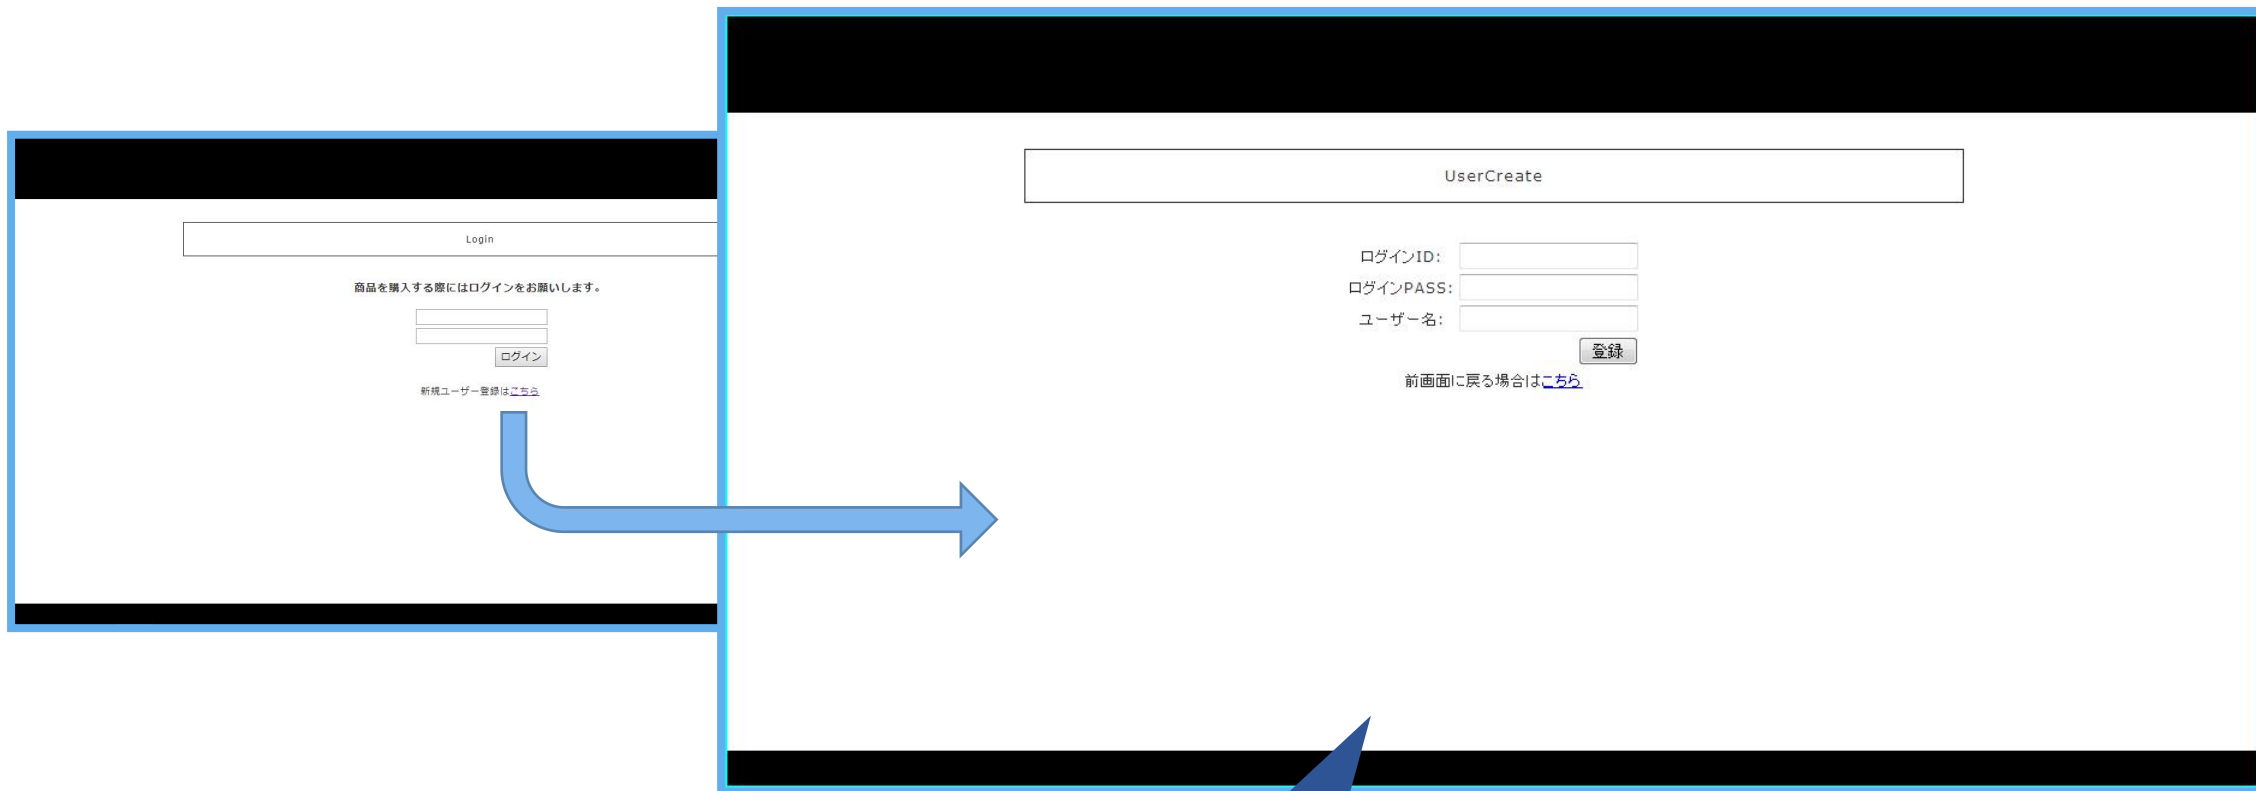 Login
商品を購入する際にはログインをお願いします。
ログイン
新規ユーザー登録はこちら
UserCreate
ログインID:
ログインPASS:
ユーザー名:
登録
前画面に戻る場合はこちら